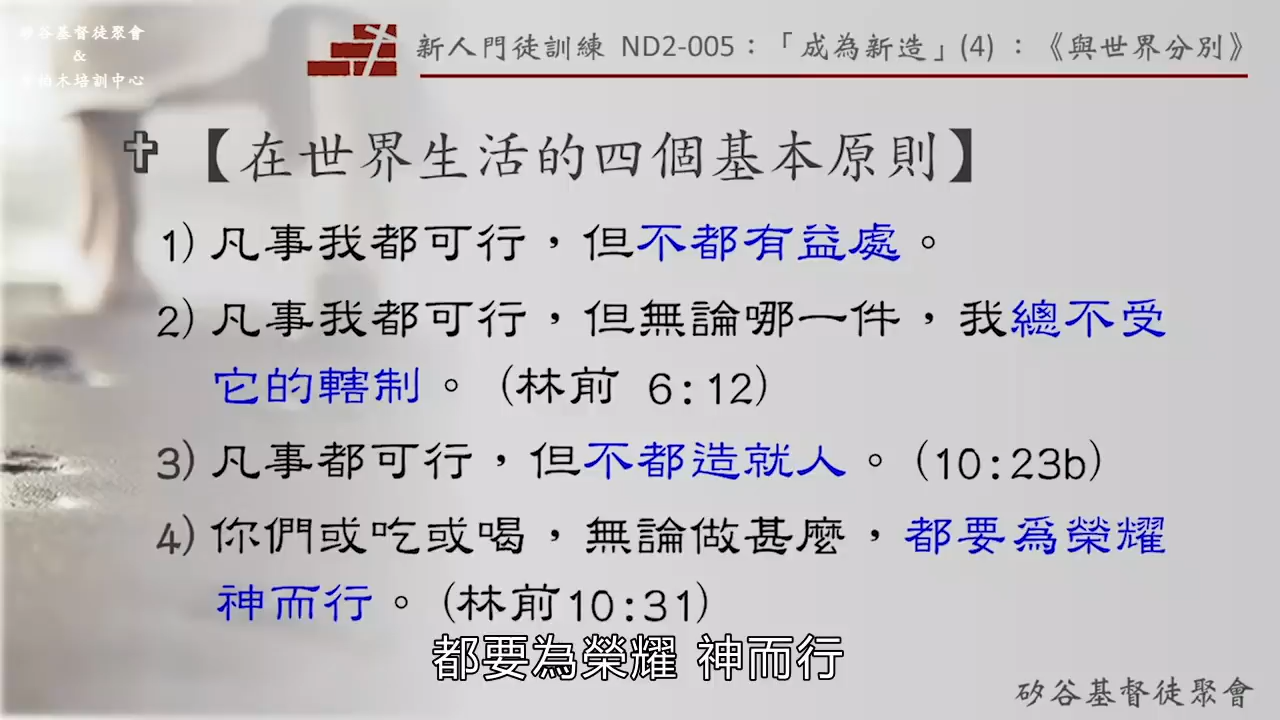 矽谷基督徒聚會
&
柏木培訓中心
新人門徒訓練 ND2-005：「成為新造」(4) ：《與世界分別》
【在世界生活的四個基本原則】
1) 凡事我都可行，但不都有益處。
2) 凡事我都可行，但無論哪一件，我總不受
它的轄制。（林前 6:12）
3) 凡事都可行，但不都造就人。（10:23b）
4) 你們或吃或喝，無論做甚麼，都要為榮耀
神而行。（林前10:31）
都要為榮耀 神而行
矽谷基督徒聚會